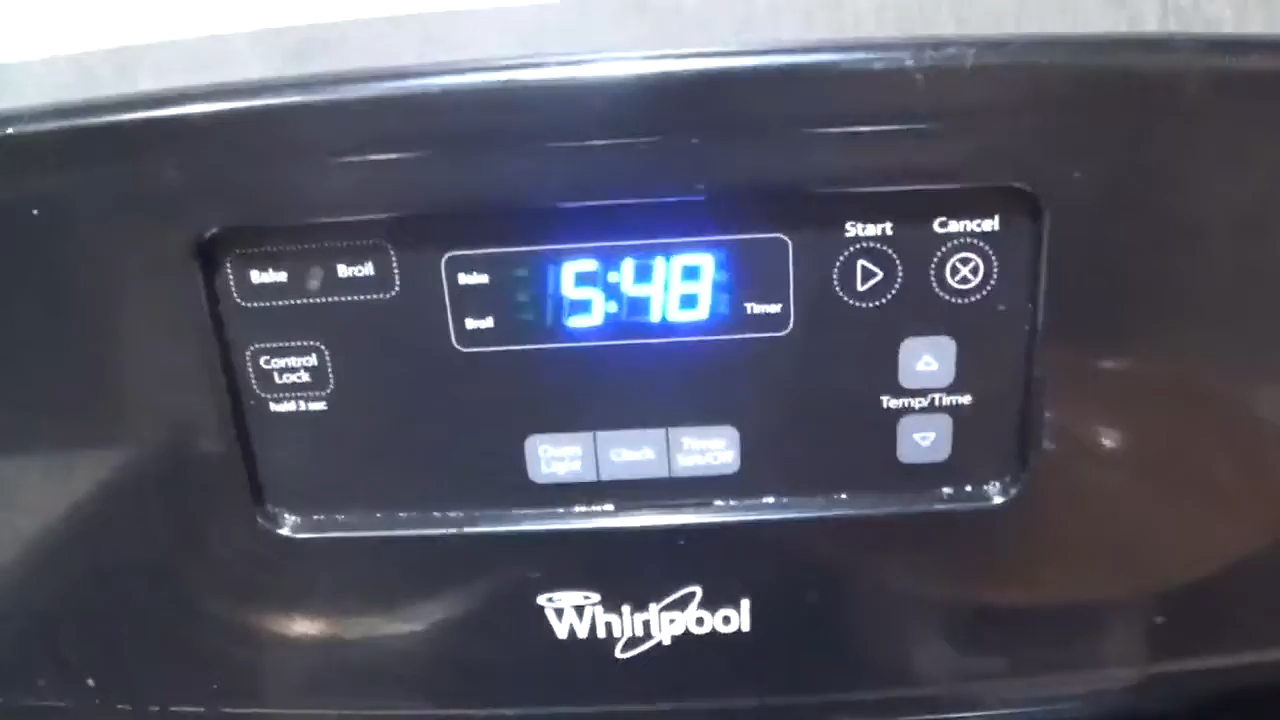 Bake Broil
Control
Lock
hold 3 sec
Bake
Broil
5:48
Timer
Start
Cancel
Temp/Time
Oven
Light
Clock
Timer
Set/Off
Whirlpool